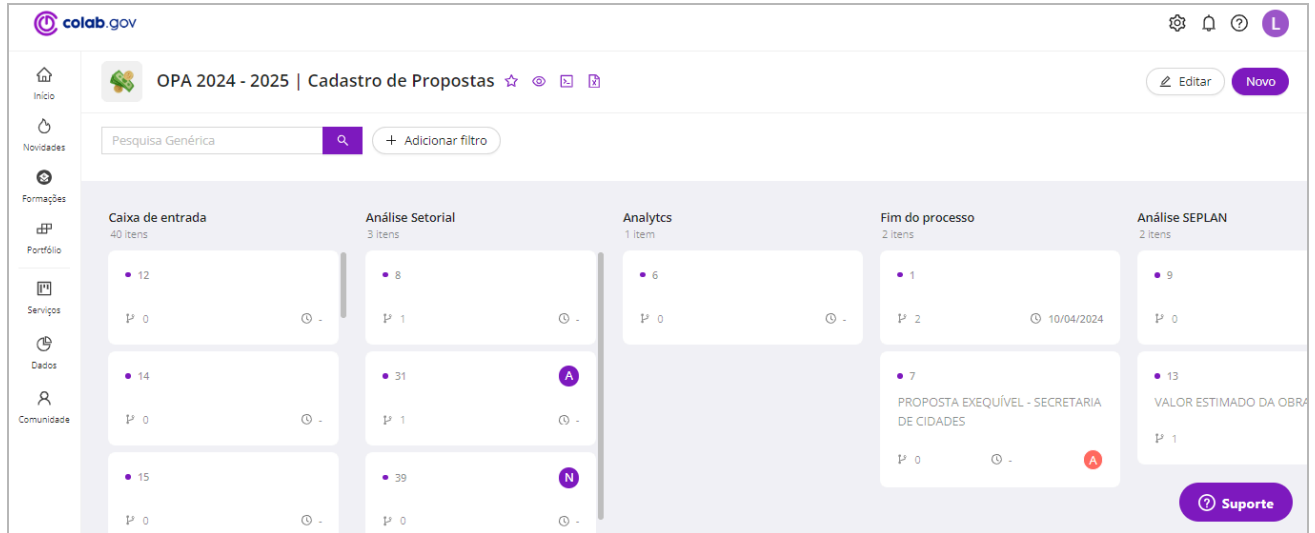 colab.gov
L
Início
Novidades
Formações
Portfólio
Serviços
Dados
Comunidade
OPA 2024 - 2025 | Cadastro de Propostas
Editar
Novo
Pesquisa Genérica
+ Adicionar filtro
Caixa de entrada
40 itens
12
0 -
14
0 -
15
0 -
Análise Setorial
3 itens
8
1 -
31 A
1 -
39 N
0 -
Analytcs
1 item
6
0 -
Fim do processo
2 itens
1
2 10/04/2024
7
PROPOSTA EXEQUÍVEL - SECRETARIA
DE CIDADES
0 - A
Análise SEPLAN
2 itens
9
0
13
VALOR ESTIMADO DA OBRA
1
Suporte